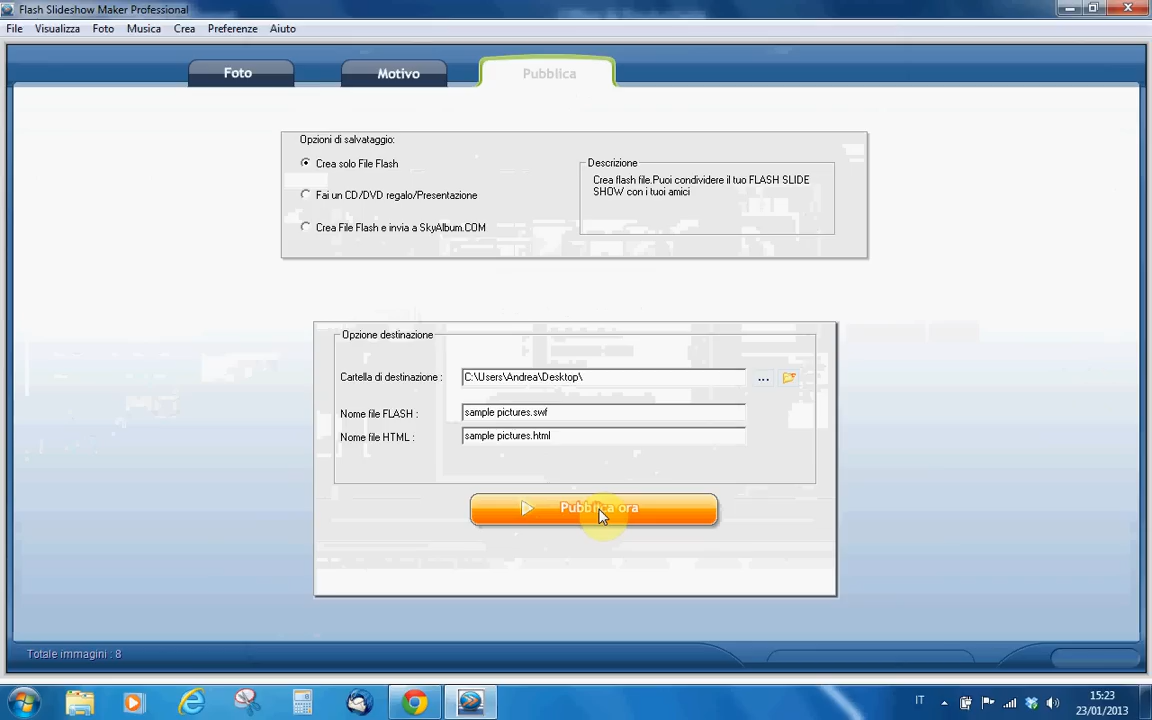 Flash Slideshow Maker Professional
File Visualizza Foto Musica Crea Preferenze Aiuto
Foto Motivo Pubblica
Opzioni di salvataggio:
Crea solo File Flash
Fai un CD/DVD regalo/Presentazione
Crea File Flash e invia a SkyAlbum.COM
Descrizione
Crea flash file.Puoi condividere il tuo FLASH SLIDE
SHOW con i tuoi amici
Opzione destinazione
Cartella di destinazione : C:\Users\Andrea\Desktop\ ...
Nome file FLASH : sample pictures.swf
Nome file HTML : sample pictures.html
Pubblica ora
Totale immagini : 8
IT 15:23
23/01/2013